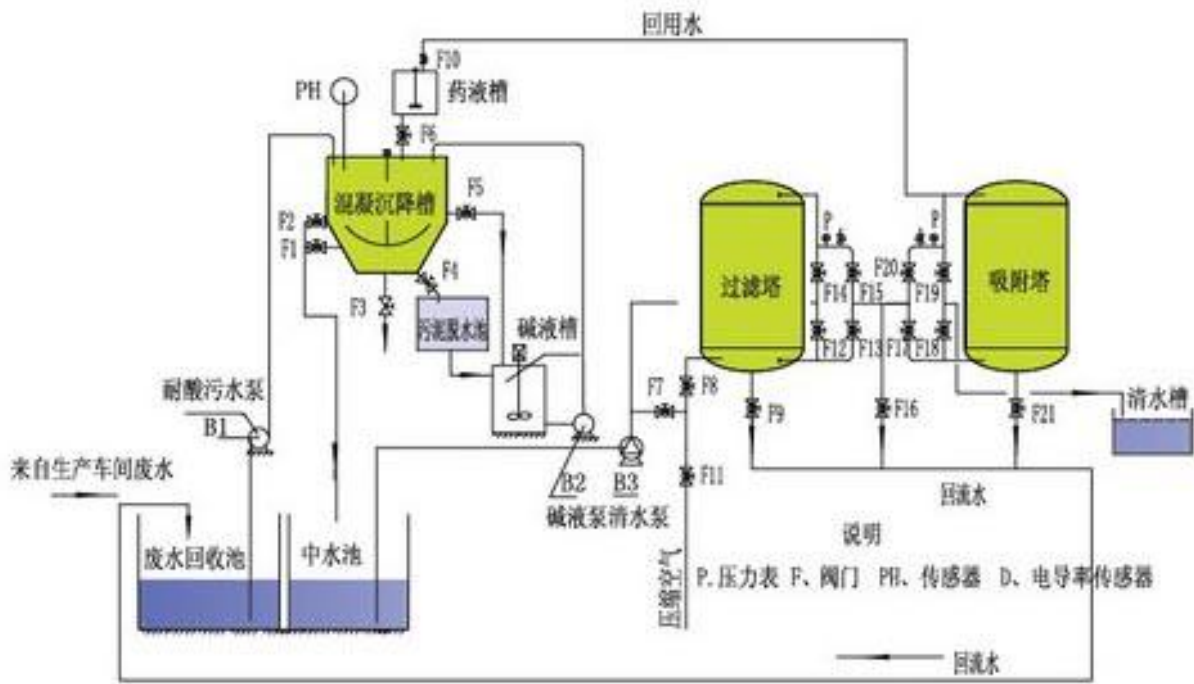 回用水
F10
PH
药液槽
F6
混凝沉降槽
F5
F2
F1
F4
F3
污泥脱水池
碱液槽
过滤塔
吸附塔
P
P
F20
F14
F15
F19
F12
F13
F17
F18
耐酸污水泵
B1
F7
F8
F9
F16
F21
清水槽
来自生产车间废水
B2
B3
F11
碱液泵清水泵
回流水
废水回收池
中水池
压缩空气
说明
P.压力表 F、阀门 PH、传感器 D、电导率传感器
回流水